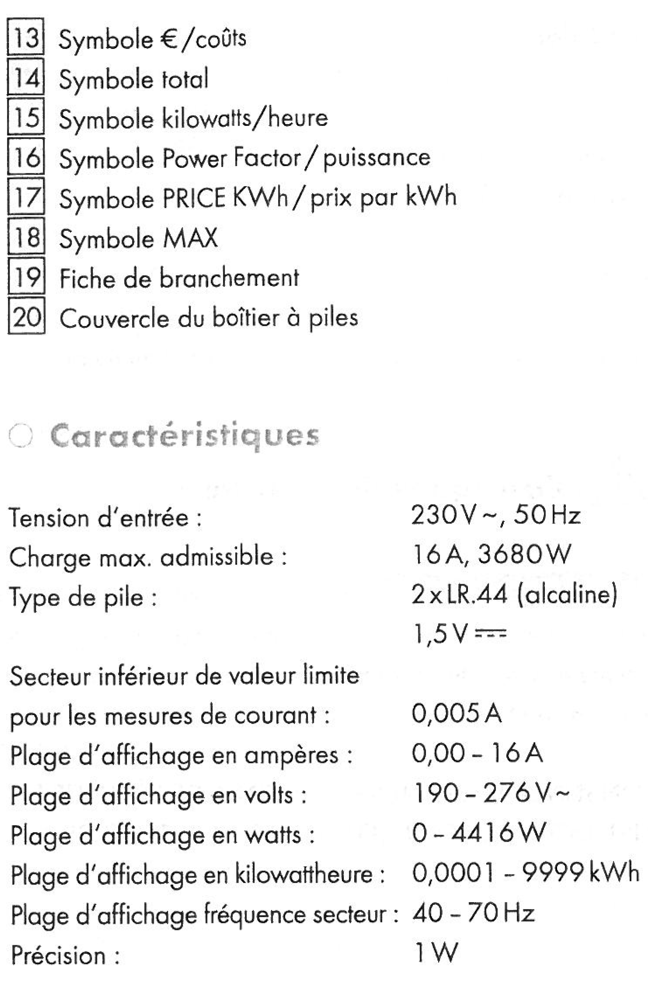 13 Symbole €/coûts
14 Symbole total
15 Symbole kilowatts/heure
16 Symbole Power Factor / puissance
17 Symbole PRICE KWh / prix par kWh
18 Symbole MAX
19 Fiche de branchement
20 Couvercle du boîtier à piles
Caractéristiques
Tension d'entrée : 230 V ~, 50 Hz
Charge max. admissible : 16 A, 3680 W
Type de pile : 2 x LR.44 (alcaline)
1,5 V ⎓
Secteur inférieur de valeur limite
pour les mesures de courant : 0,005 A
Plage d'affichage en ampères : 0,00 – 16 A
Plage d'affichage en volts : 190 – 276 V ~
Plage d'affichage en watts : 0 – 4416 W
Plage d'affichage en kilowattheure : 0,0001 – 9999 kWh
Plage d'affichage fréquence secteur : 40 – 70 Hz
Précision : 1 W